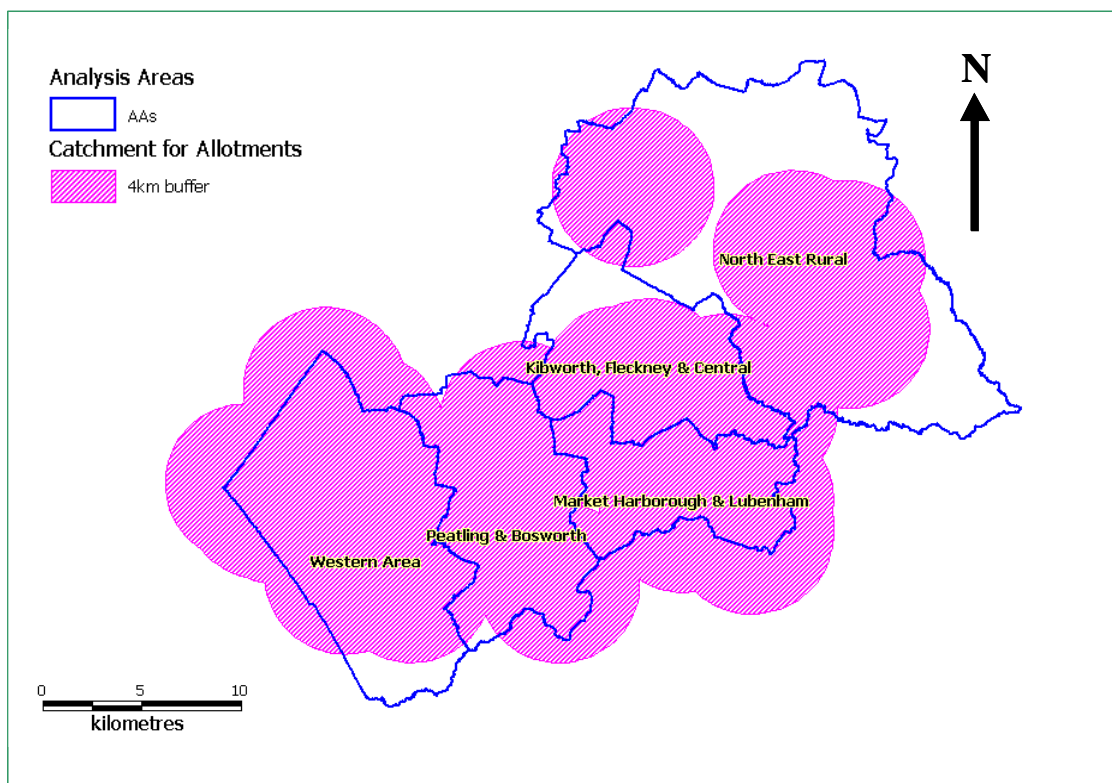 Analysis Areas
AAs
Catchment for Allotments
4km buffer
N
North East Rural
Kibworth, Fleckney & Central
Market Harborough & Lubenham
Peatling & Bosworth
Western Area
0 5 10
kilometres